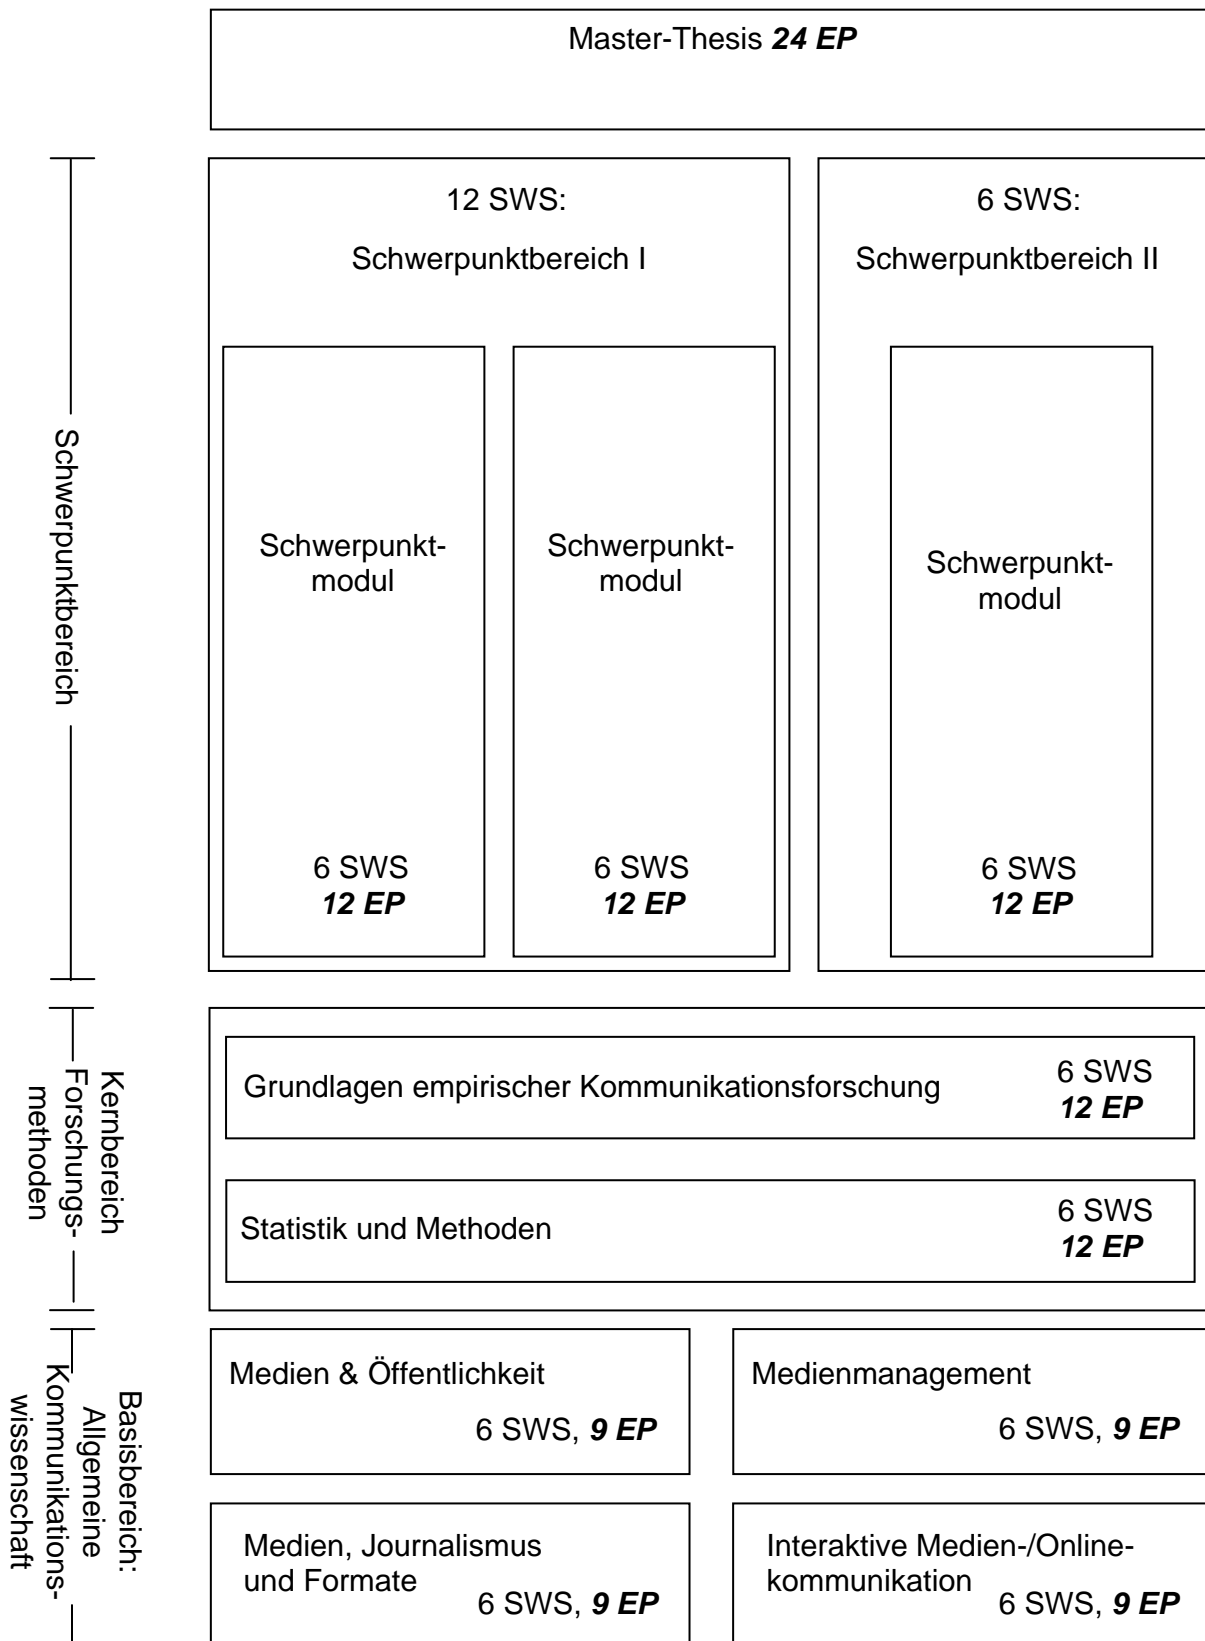 Master-Thesis 24 EP
12 SWS:
Schwerpunktbereich I
6 SWS:
Schwerpunktbereich II
Schwerpunktbereich
Schwerpunkt-
modul
6 SWS
12 EP
Schwerpunkt-
modul
6 SWS
12 EP
Schwerpunkt-
modul
6 SWS
12 EP
Kernbereich
Forschungs-
methoden
Grundlagen empirischer Kommunikationsforschung
6 SWS
12 EP
Statistik und Methoden
6 SWS
12 EP
Basisbereich:
Allgemeine
Kommunikations-
wissenschaft
Medien & Öffentlichkeit
6 SWS, 9 EP
Medienmanagement
6 SWS, 9 EP
Medien, Journalismus
und Formate
6 SWS, 9 EP
Interaktive Medien-/Online-
kommunikation
6 SWS, 9 EP